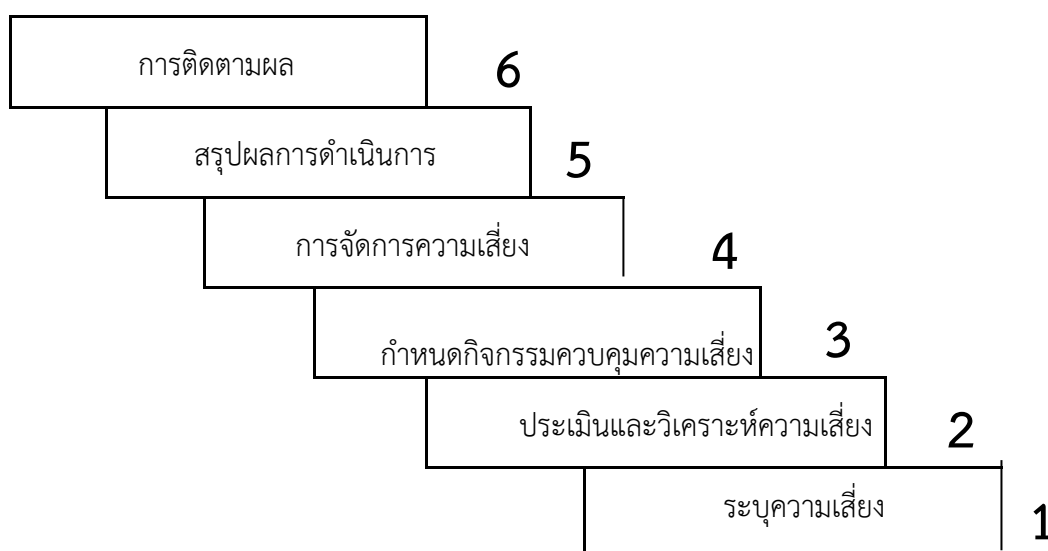 การติดตามผล 6
สรุปผลการดำเนินการ 5
การจัดการความเสี่ยง 4
กำหนดกิจกรรมควบคุมความเสี่ยง 3
ประเมินและวิเคราะห์ความเสี่ยง 2
ระบุความเสี่ยง 1